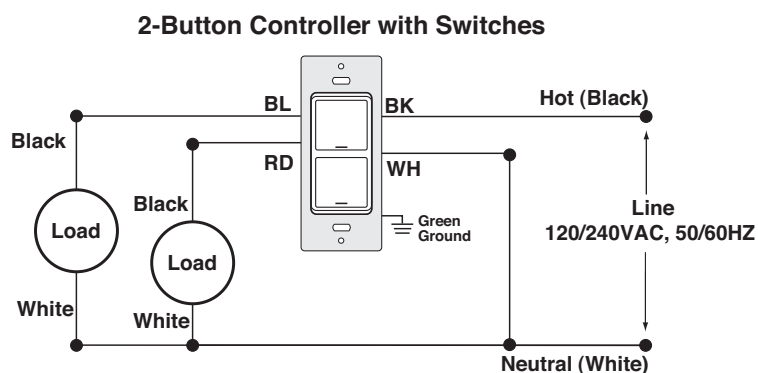 2-Button Controller with Switches
BL
BK
Hot (Black)
Black
RD
WH
Black
Green
Ground
Line
120/240VAC, 50/60HZ
Load
Load
White
White
Neutral (White)